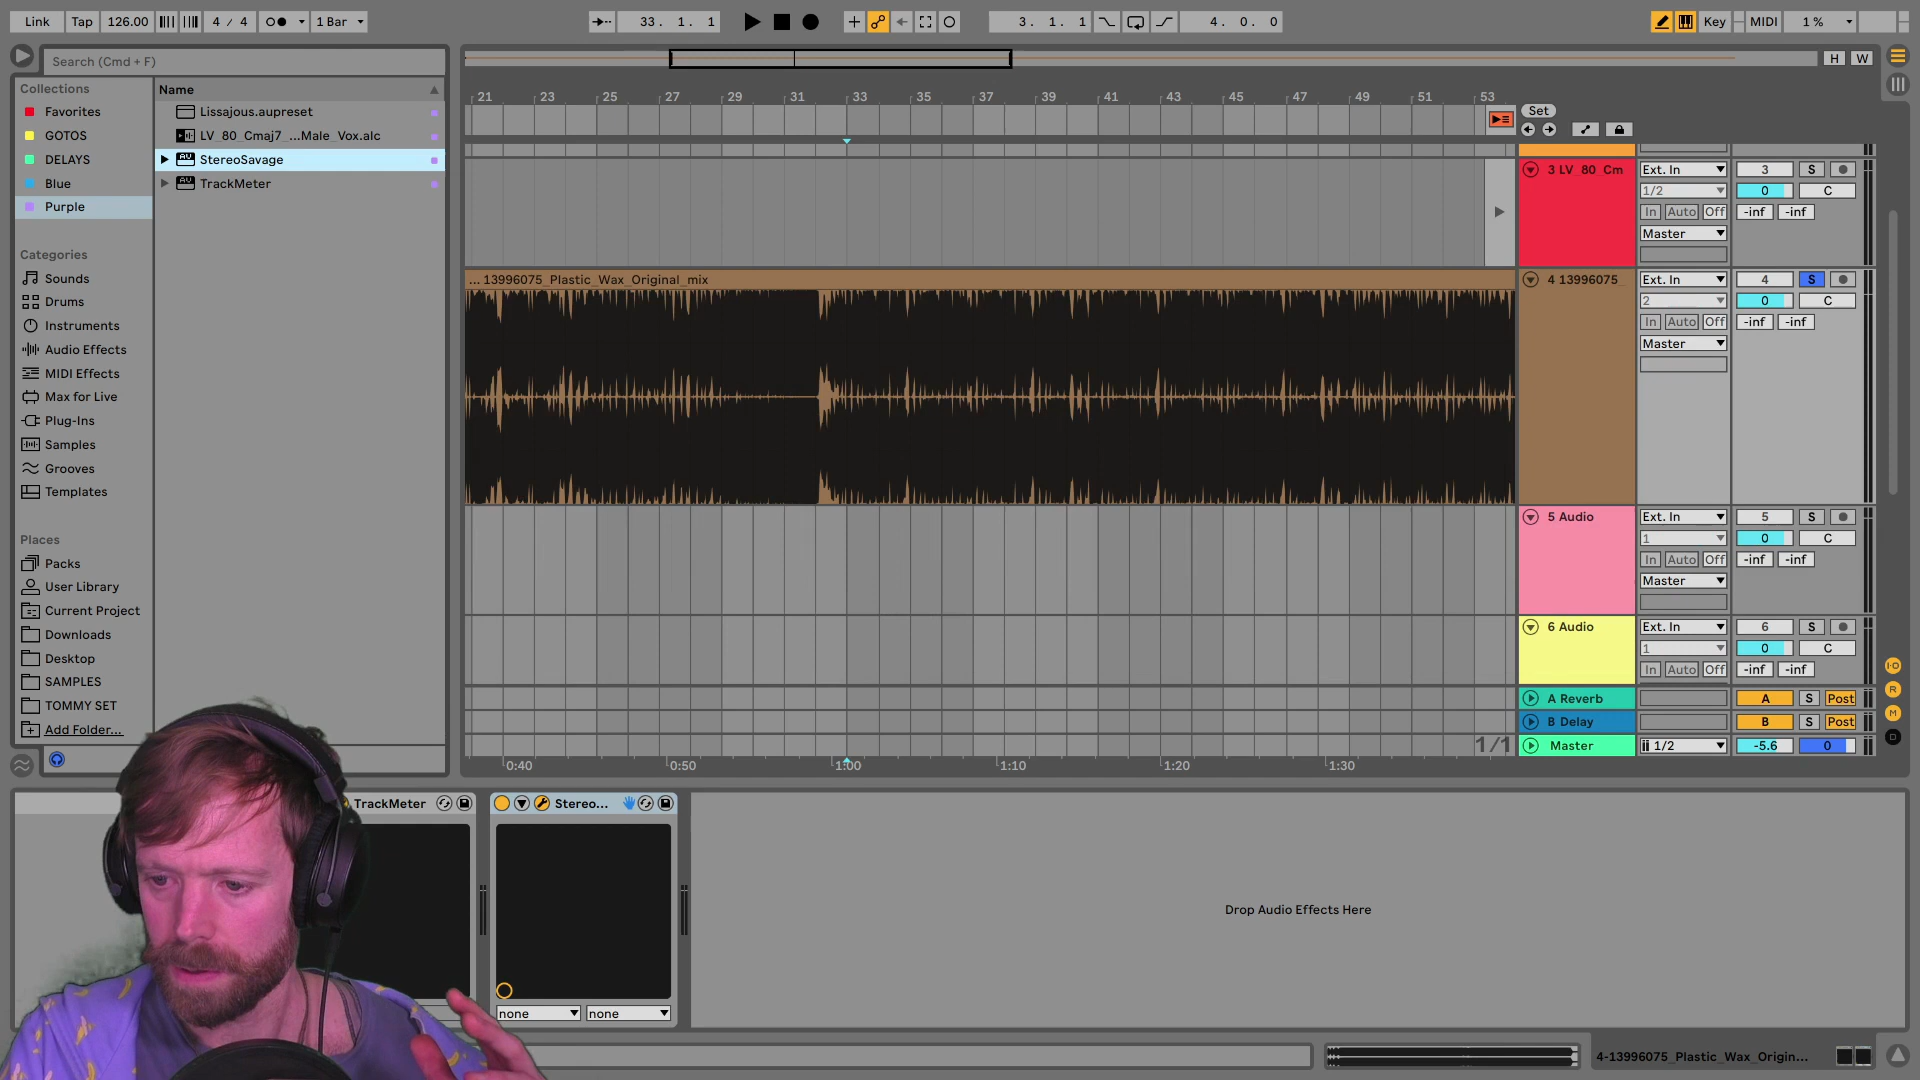 Link Tap 126.00 4 / 4 1 Bar 33. 1. 1 3. 1. 1 4. 0. 0 Key MIDI 1 %
Search (Cmd + F)
H W
Collections
Favorites
GOTOS
DELAYS
Blue
Purple
Categories
Sounds
Drums
Instruments
Audio Effects
MIDI Effects
Max for Live
Plug-Ins
Samples
Grooves
Templates
Places
Packs
User Library
Current Project
Downloads
Desktop
SAMPLES
TOMMY SET
Add Folder...
Name
Lissajous.aupreset
LV_80_Cmaj7_...Male_Vox.alc
StereoSavage
TrackMeter
21 23 25 27 29 31 33 35 37 39 41 43 45 47 49 51 53
Set
3 LV_80_Cm Ext. In 3 S
1/2 0 C
In Auto Off -inf -inf
Master
... 13996075_Plastic_Wax_Original_mix
4 13996075_ Ext. In 4 S
2 0 C
In Auto Off -inf -inf
Master
5 Audio Ext. In 5 S
1 0 C
In Auto Off -inf -inf
Master
6 Audio Ext. In 6 S
1 0 C
In Auto Off -inf -inf
A Reverb A S Post
B Delay B S Post
1/1 Master 1/2 -5.6 0
0:40 0:50 1:00 1:10 1:20 1:30
I·O
R
M
D
TrackMeter Stereo...
Drop Audio Effects Here
none none
4-13996075_Plastic_Wax_Origin...